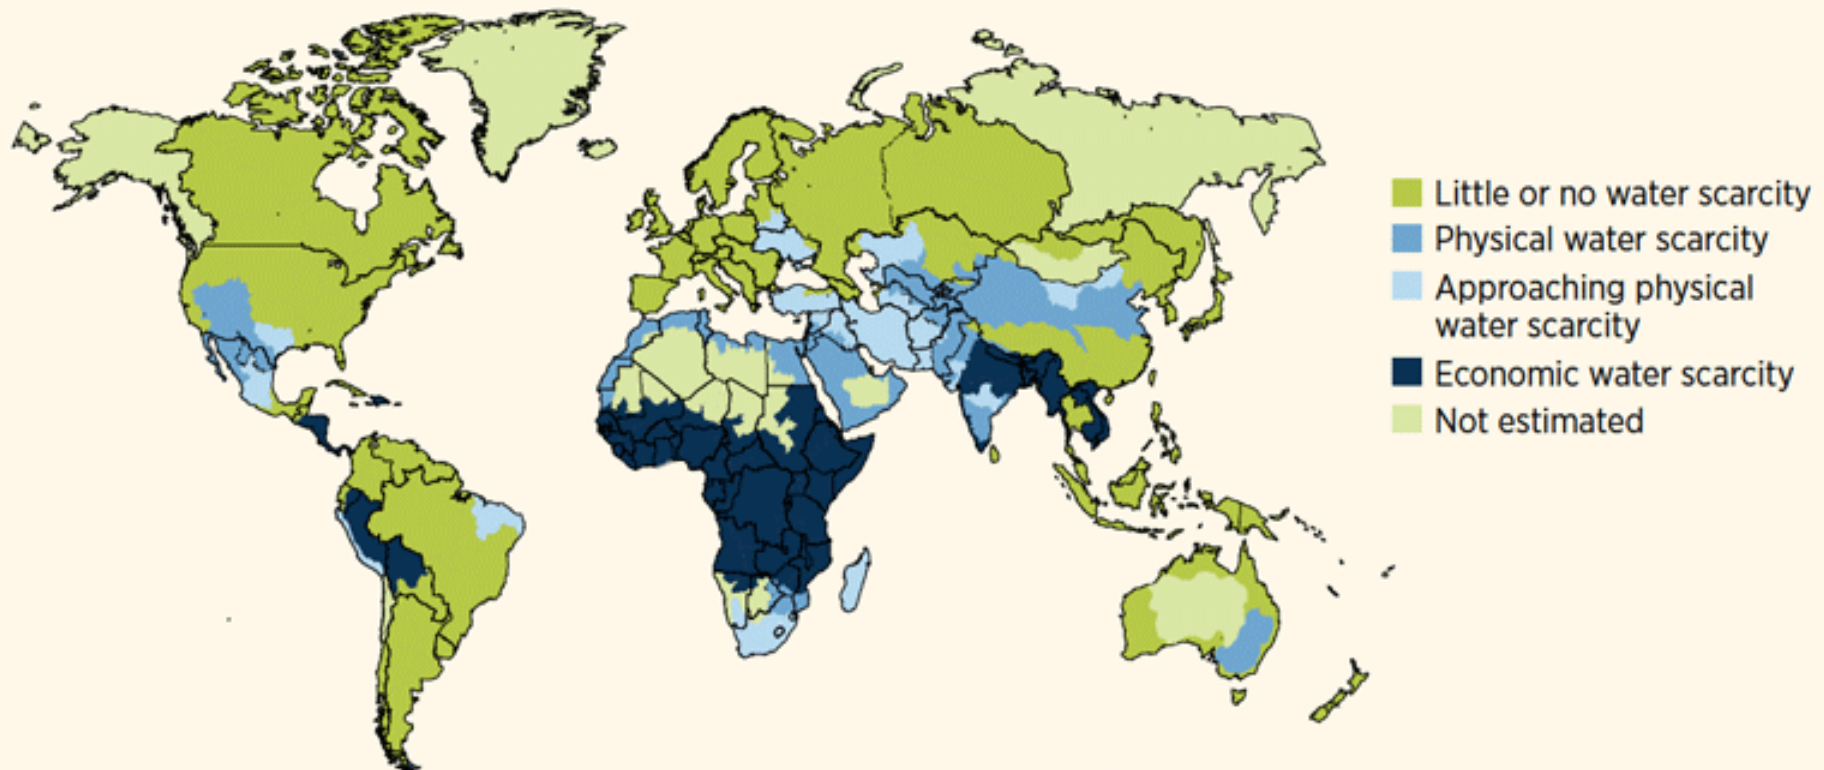 Little or no water scarcity
Physical water scarcity
Approaching physical
water scarcity
Economic water scarcity
Not estimated